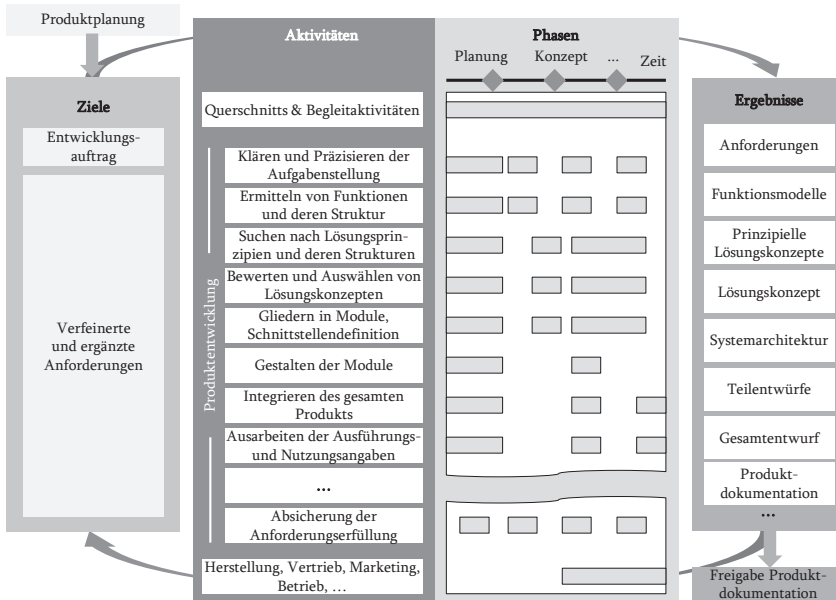 Produktplanung
Ziele
Entwicklungs-
auftrag
Verfeinerte
und ergänzte
Anforderungen
Aktivitäten
Querschnitts & Begleitaktivitäten
Produktentwicklung
Klären und Präzisieren der
Aufgabenstellung
Ermitteln von Funktionen
und deren Struktur
Suchen nach Lösungsprin-
zipien und deren Strukturen
Bewerten und Auswählen von
Lösungskonzepten
Gliedern in Module,
Schnittstellendefinition
Gestalten der Module
Integrieren des gesamten
Produkts
Ausarbeiten der Ausführungs-
und Nutzungsangaben
...
Absicherung der
Anforderungserfüllung
Herstellung, Vertrieb, Marketing,
Betrieb, ...
Phasen
Planung Konzept ... Zeit
Ergebnisse
Anforderungen
Funktionsmodelle
Prinzipielle
Lösungskonzepte
Lösungskonzept
Systemarchitektur
Teilentwürfe
Gesamtentwurf
Produkt-
dokumentation
...
Freigabe Produkt-
dokumentation